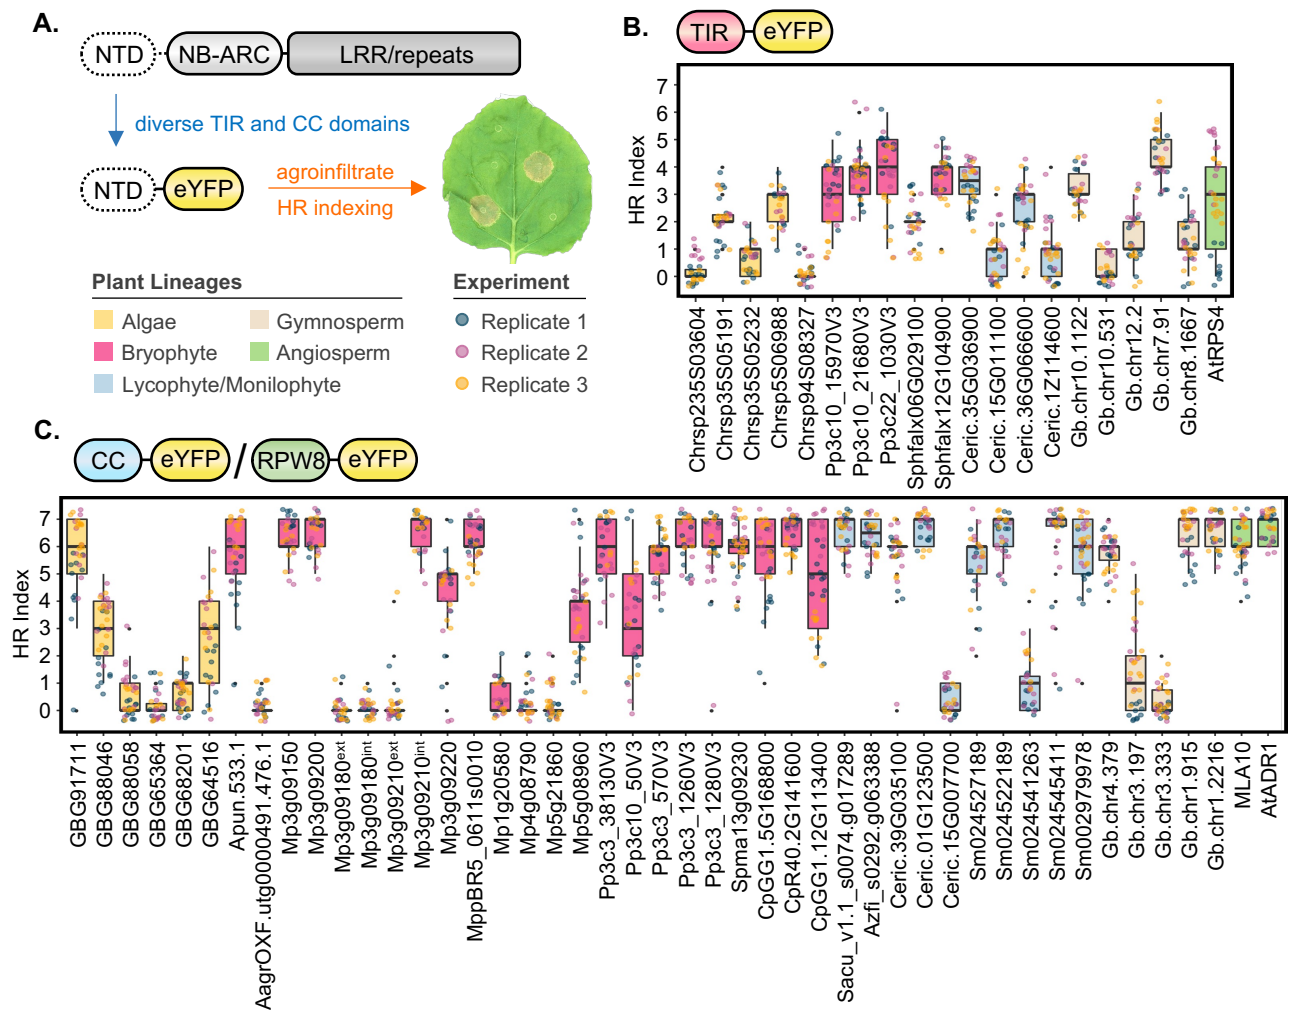 A.
NTD
NB-ARC
LRR/repeats
diverse TIR and CC domains
NTD
eYFP
agroinfiltrate
HR indexing
Plant Lineages
Algae
Gymnosperm
Bryophyte
Angiosperm
Lycophyte/Monilophyte
Experiment
Replicate 1
Replicate 2
Replicate 3
B.
TIR
eYFP
HR Index
7
6
5
4
3
2
1
0
Chrsp235S03604
Chrsp35S05191
Chrsp35S05232
Chrsp5S06988
Chrsp94S08327
Pp3c10_15970V3
Pp3c10_21680V3
Pp3c22_1030V3
Sphfalx06G029100
Sphfalx12G104900
Ceric.35G036900
Ceric.15G011100
Ceric.36G066600
Ceric.1Z114600
Gb.chr10.1122
Gb.chr10.531
Gb.chr12.2
Gb.chr7.91
Gb.chr8.1667
AtRPS4
C.
CC
eYFP
/
RPW8
eYFP
HR Index
7
6
5
4
3
2
1
0
GBG91711
GBG88046
GBG88058
GBG65364
GBG68201
GBG64516
Apun.533.1
AagrOXF.utg0000491.476.1
Mp3g09150
Mp3g09200
Mp3g09180ext
Mp3g09180int
Mp3g09210ext
Mp3g09210int
Mp3g09220
MppBR5_0611s0010
Mp1g20580
Mp4g08790
Mp5g21860
Mp5g08960
Pp3c3_38130V3
Pp3c10_50V3
Pp3c3_570V3
Pp3c3_1260V3
Pp3c3_1280V3
Spma13g09230
CpGG1.5G168800
CpR40.2G141600
CpGG1.12G113400
Sacu_v1.1_s0074.g017289
Azfi_s0292.g063388
Ceric.39G035100
Ceric.01G123500
Ceric.15G007700
Sm024527189
Sm024522189
Sm024541263
Sm024545411
Sm002979978
Gb.chr4.379
Gb.chr3.197
Gb.chr3.333
Gb.chr1.915
Gb.chr1.2216
MLA10
AtADR1